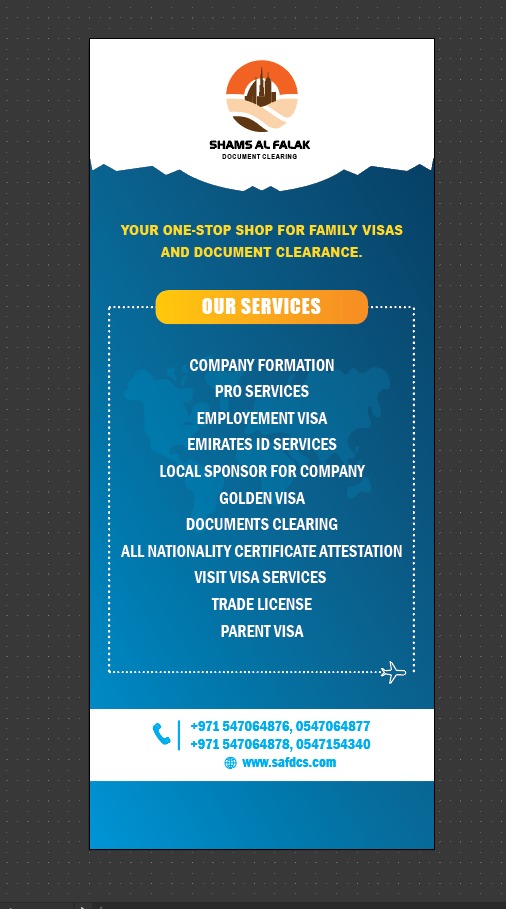 SHAMS AL FALAK
DOCUMENT CLEARING
YOUR ONE-STOP SHOP FOR FAMILY VISAS
AND DOCUMENT CLEARANCE.
OUR SERVICES
COMPANY FORMATION
PRO SERVICES
EMPLOYEMENT VISA
EMIRATES ID SERVICES
LOCAL SPONSOR FOR COMPANY
GOLDEN VISA
DOCUMENTS CLEARING
ALL NATIONALITY CERTIFICATE ATTESTATION
VISIT VISA SERVICES
TRADE LICENSE
PARENT VISA
+971 547064876, 0547064877
+971 547064878, 0547154340
www.safdcs.com